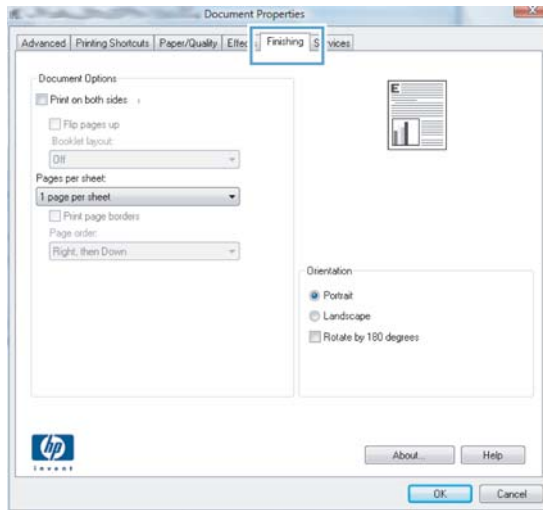 Document Properties
Advanced Printing Shortcuts Paper/Quality Finishing
Document Options
Print on both sides
Flip pages up
Booklet layout:
Off
Pages per sheet:
1 page per sheet
Print page borders
Page order:
Right, then Down
E
Orientation
Portrait
Landscape
Rotate by 180 degrees
hp
invent
About... Help
OK Cancel